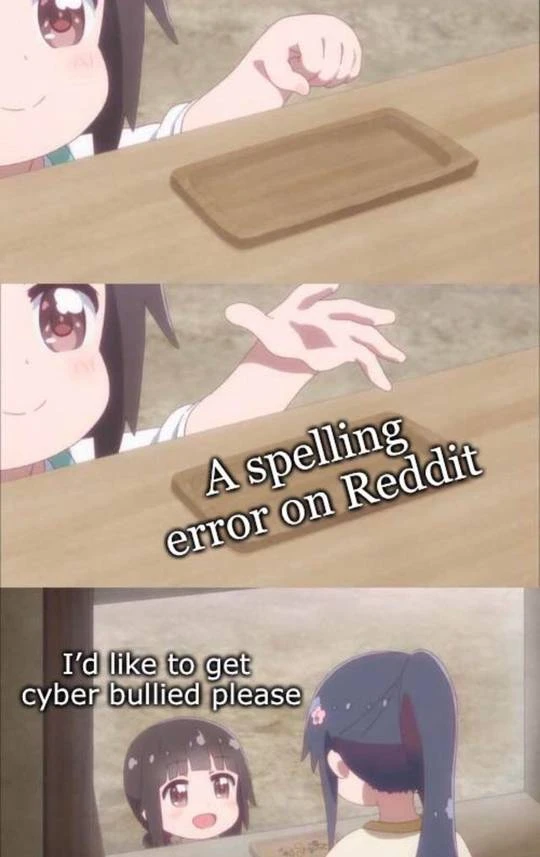 A spelling
error on Reddit
I'd like to get
cyber bullied please